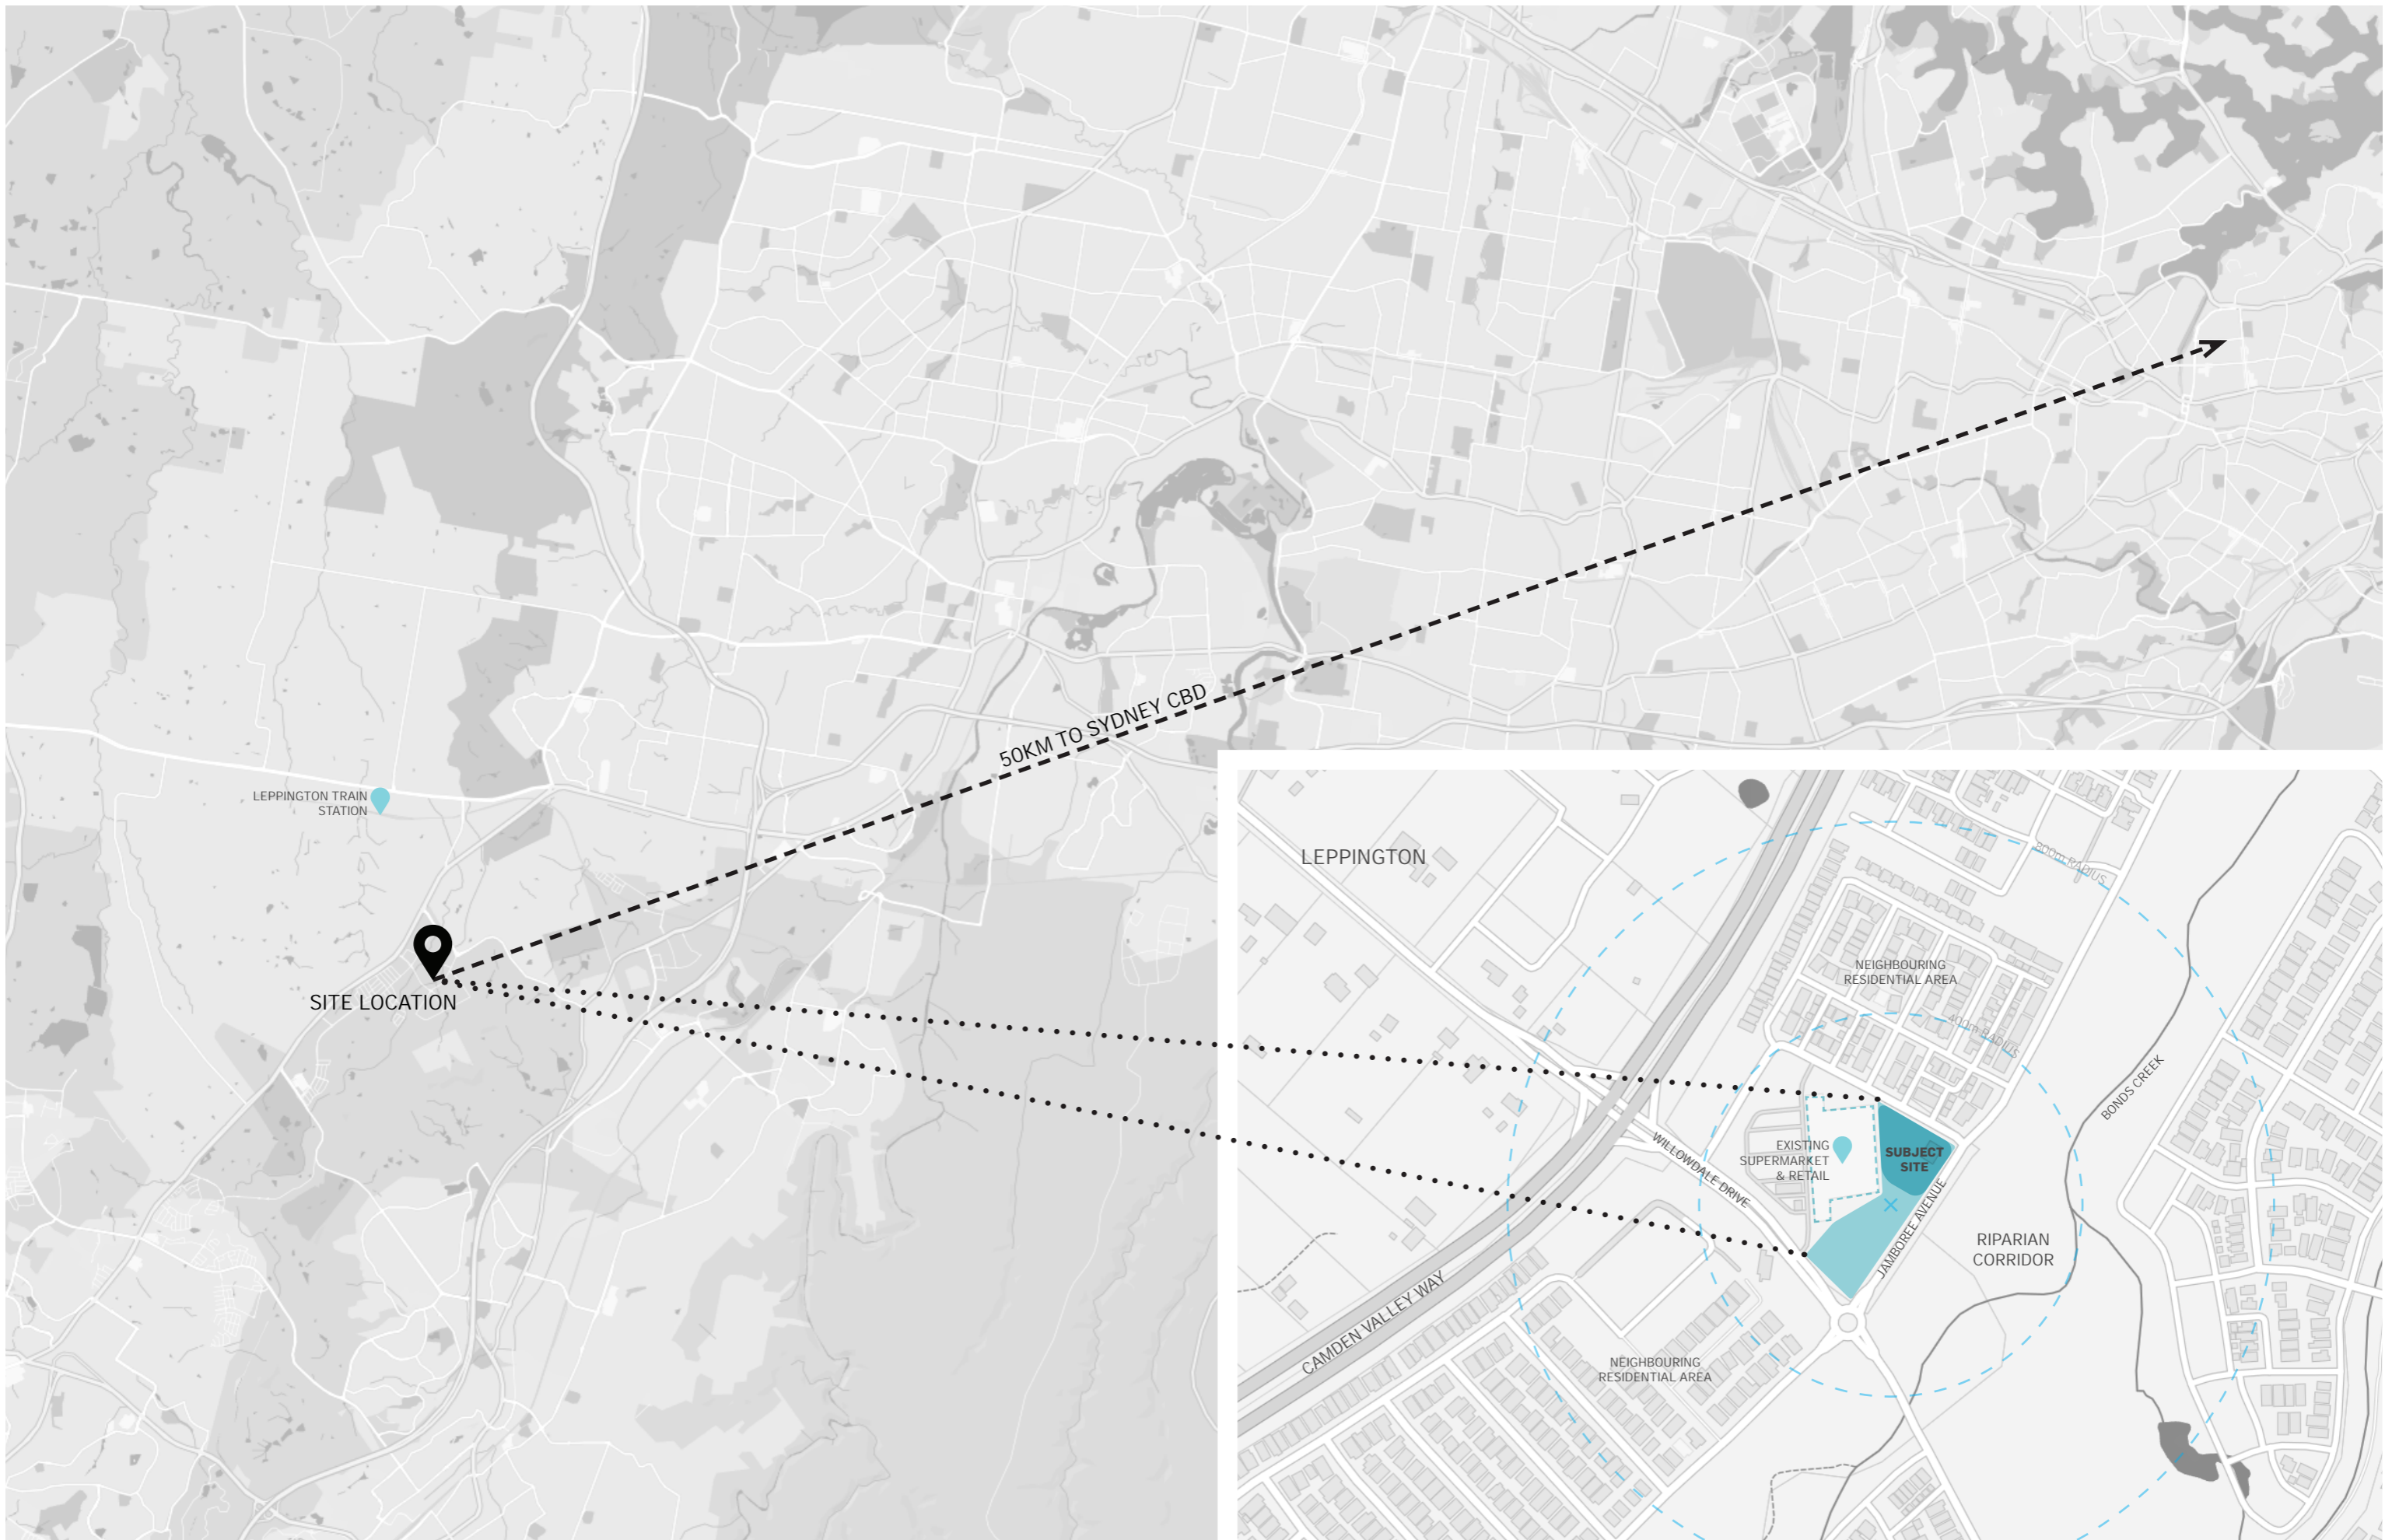 50KM TO SYDNEY CBD
LEPPINGTON TRAIN
STATION
SITE LOCATION
LEPPINGTON
800m RADIUS
NEIGHBOURING
RESIDENTIAL AREA
400m RADIUS
BONDS CREEK
WILLOWDALE DRIVE
EXISTING
SUPERMARKET
& RETAIL
SUBJECT
SITE
JAMBOREE AVENUE
RIPARIAN
CORRIDOR
CAMDEN VALLEY WAY
NEIGHBOURING
RESIDENTIAL AREA